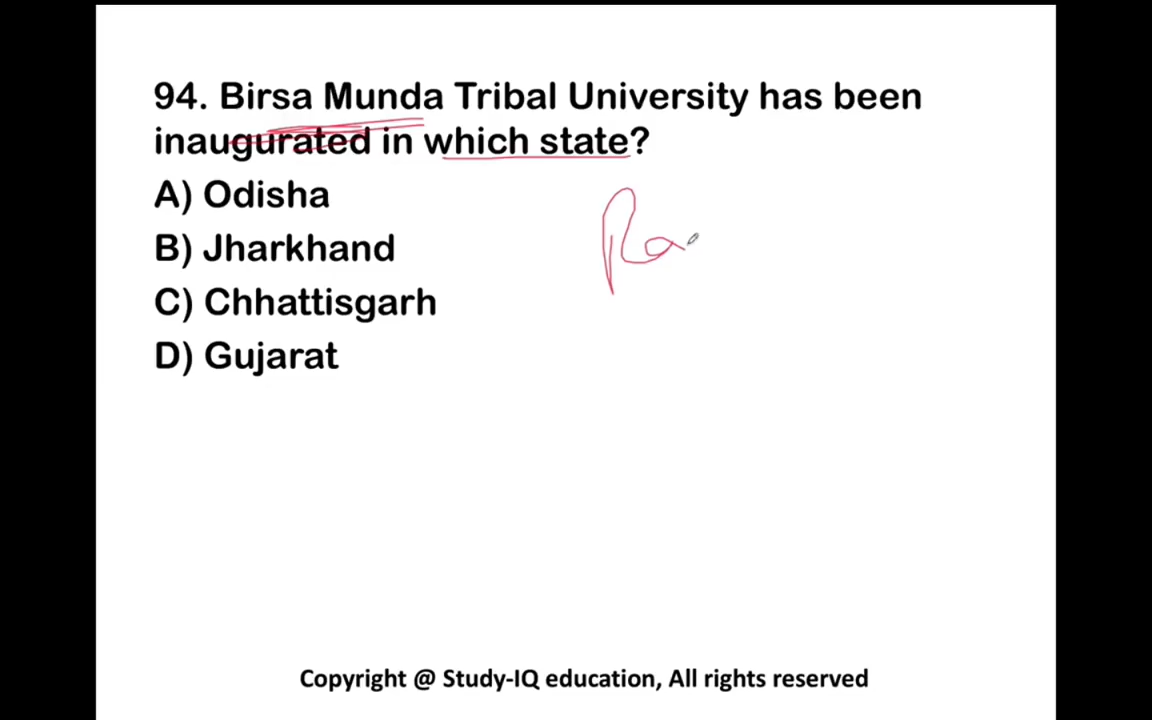 94. Birsa Munda Tribal University has been
inaugurated in which state?
A) Odisha
Ra
B) Jharkhand
C) Chhattisgarh
D) Gujarat
Copyright @ Study-IQ education, All rights reserved